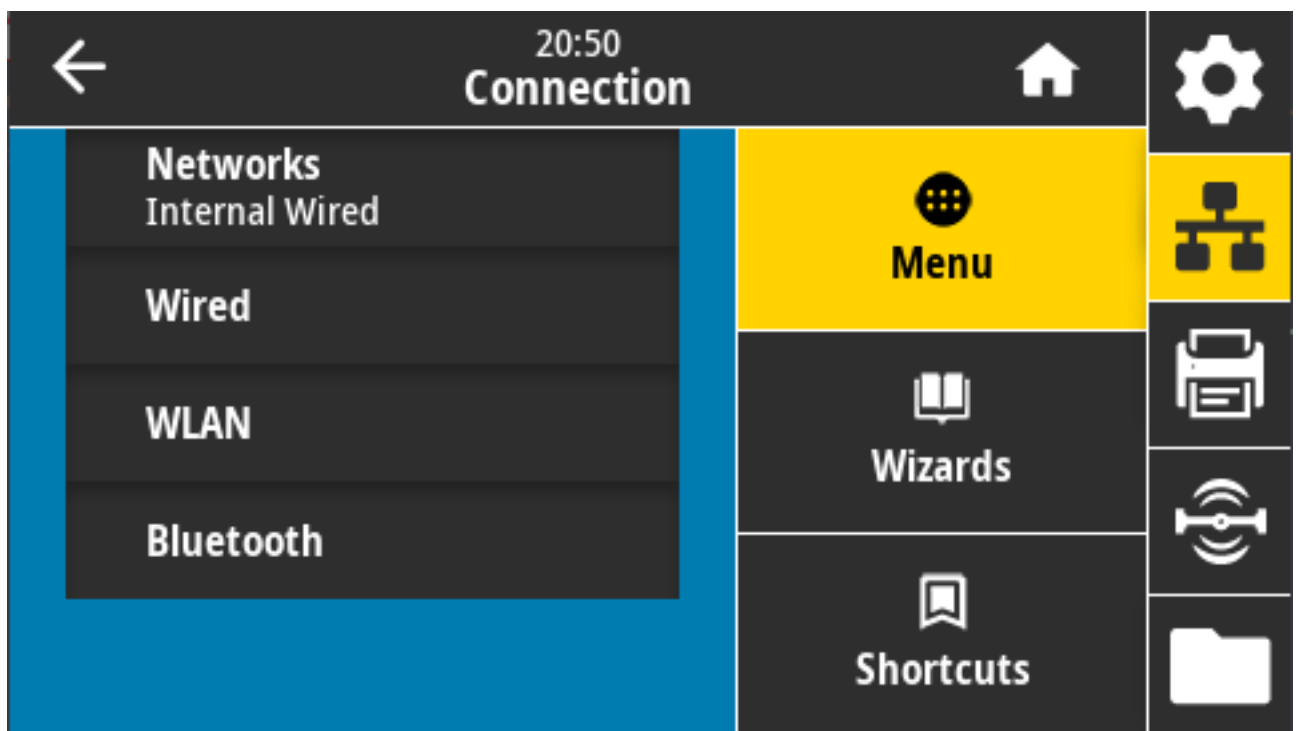 20:50
Connection
Networks
Internal Wired
Wired
WLAN
Bluetooth
Menu
Wizards
Shortcuts